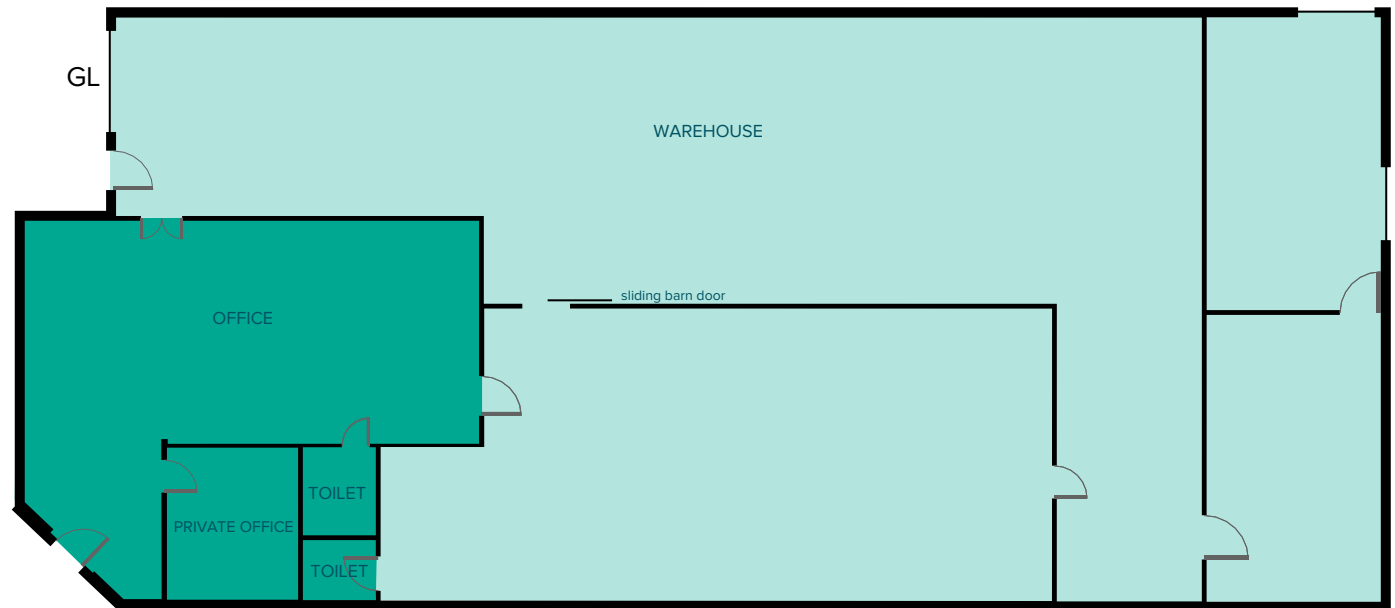 GL
WAREHOUSE
sliding barn door
OFFICE
TOILET
PRIVATE OFFICE
TOILET